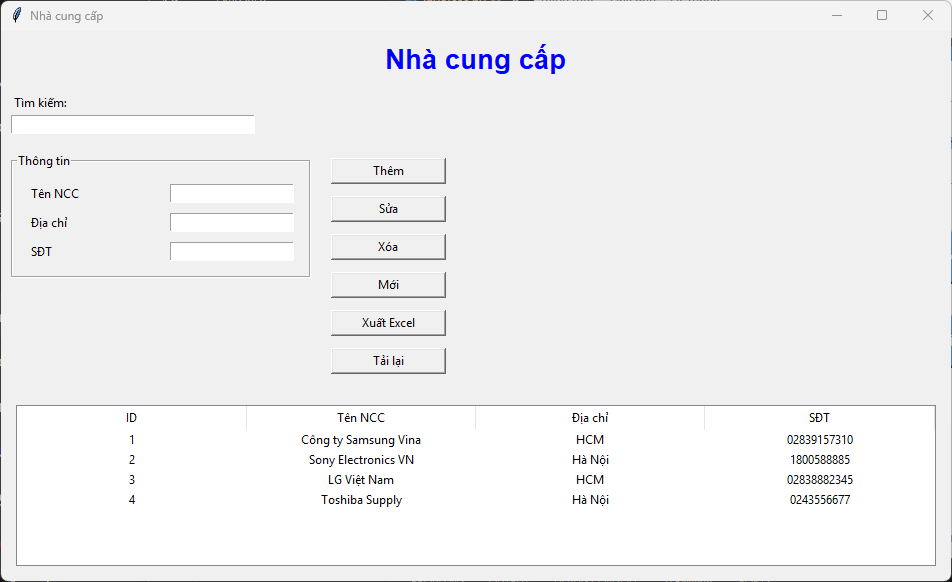 Nhà cung cấp
Nhà cung cấp
Tìm kiếm:
Thông tin
Tên NCC
Địa chỉ
SĐT
Thêm
Sửa
Xóa
Mới
Xuất Excel
Tải lại
ID Tên NCC Địa chỉ SĐT
1 Công ty Samsung Vina HCM 02839157310
2 Sony Electronics VN Hà Nội 1800588885
3 LG Việt Nam HCM 02838882345
4 Toshiba Supply Hà Nội 0243556677